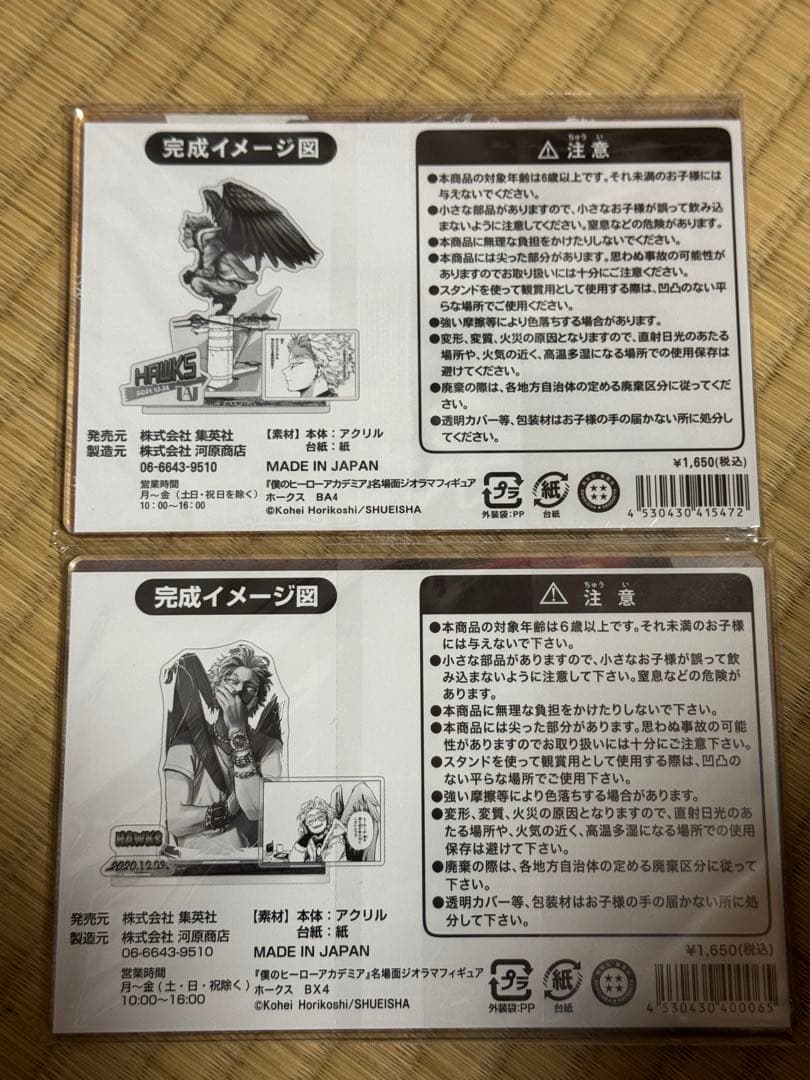 完成イメージ図
HAWKS
発売元 株式会社 集英社
製造元 株式会社 河原商店
06-6643-9510
営業時間
月～金（土日・祝日を除く）
10：00～16：00
【素材】本体：アクリル
台紙：紙
MADE IN JAPAN
『僕のヒーローアカデミア』名場面ジオラマフィギュア
ホークス BA4
©Kohei Horikoshi/SHUEISHA
ちゅう い
⚠ 注意
●本商品の対象年齢は6歳以上です。それ未満のお子様には
与えないでください。
●小さな部品がありますので、小さなお子様が誤って飲み込
まないように注意してください。窒息などの危険があります。
●本商品に無理な負担をかけたりしないでください。
●本商品には尖った部分があります。思わぬ事故の可能性が
ありますのでお取り扱いには十分にご注意ください。
●スタンドを使って観賞用として使用する際は、凹凸のない平
らな場所でご使用ください。
●強い摩擦等により色落ちする場合があります。
●変形、変質、火災の原因となりますので、直射日光のあたる
場所や、火気の近く、高温多湿になる場所での使用保存は
避けてください。
●廃棄の際は、各地方自治体の定める廃棄区分に従ってくだ
さい。
●透明カバー等、包装材はお子様の手の届かない所に処分し
てください。
¥1,650(税込)
プラ
外装袋：PP
紙
台紙
4 530430 415472
完成イメージ図
HAWKS
2020.12.29
発売元 株式会社 集英社
製造元 株式会社 河原商店
06-6643-9510
営業時間
月～金(土・日・祝除く)
10:00～16:00
【素材】本体：アクリル
台紙：紙
MADE IN JAPAN
『僕のヒーローアカデミア』名場面ジオラマフィギュア
ホークス BX4
©Kohei Horikoshi/SHUEISHA
ちゅう い
⚠ 注意
●本商品の対象年齢は６歳以上です。それ未満のお子様
には与えないで下さい。
●小さな部品がありますので、小さなお子様が誤って飲
み込まないように注意して下さい。窒息などの危険が
あります。
●本商品に無理な負担をかけたりしないで下さい。
●本商品には尖った部分があります。思わぬ事故の可能
性がありますのでお取り扱いには十分にご注意下さい。
●スタンドを使って観賞用として使用する際は、凹凸の
ない平らな場所でご使用下さい。
●強い摩擦等により色落ちする場合があります。
●変形、変質、火災の原因となりますので、直射日光のあ
たる場所や、火気の近く、高温多湿になる場所での使用
保存は避けて下さい。
●廃棄の際は、各地方自治体の定める廃棄区分に従って
下さい。
●透明カバー等、包装材はお子様の手の届かない所に処
分して下さい。
¥1,650(税込)
プラ
外装袋：PP
紙
台紙
4 530430 400065